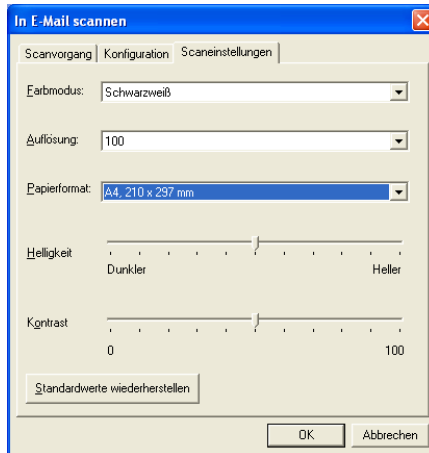 In E-Mail scannen
Scanvorgang Konfiguration Scaneinstellungen
Farbmodus: Schwarzweiß
Auflösung: 100
Papierformat: A4, 210 x 297 mm
Helligkeit
Dunkler Heller
Kontrast
0 100
Standardwerte wiederherstellen
OK Abbrechen